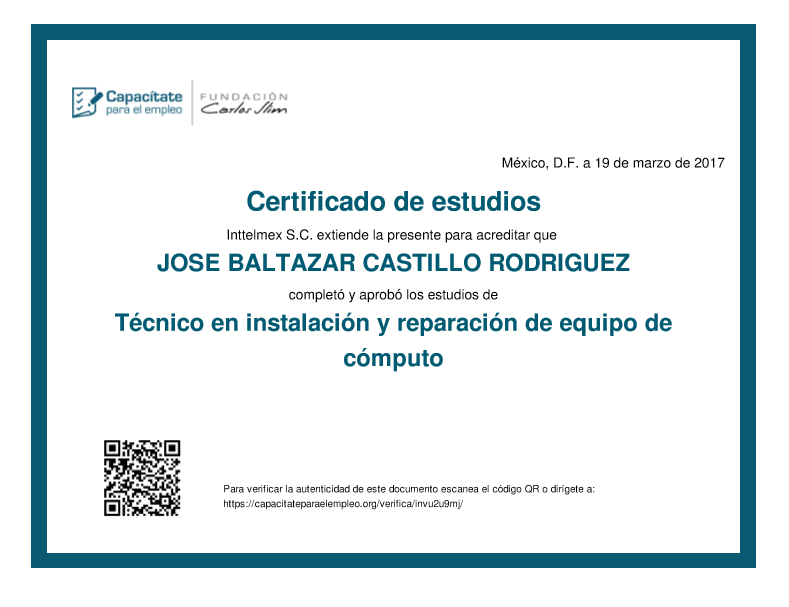 Capacítate
para el empleo
FUNDACIÓN
Carlos Slim
México, D.F. a 19 de marzo de 2017
Certificado de estudios
Inttelmex S.C. extiende la presente para acreditar que
JOSE BALTAZAR CASTILLO RODRIGUEZ
completó y aprobó los estudios de
Técnico en instalación y reparación de equipo de
cómputo
Para verificar la autenticidad de este documento escanea el código QR o dirígete a:
https://capacitateparaelempleo.org/verifica/invu2u9mj/